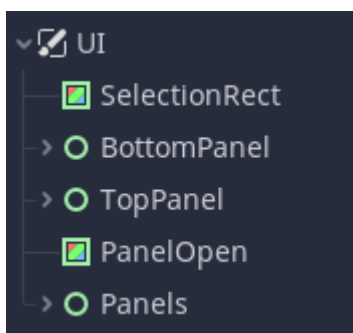 UI
SelectionRect
BottomPanel
TopPanel
PanelOpen
Panels